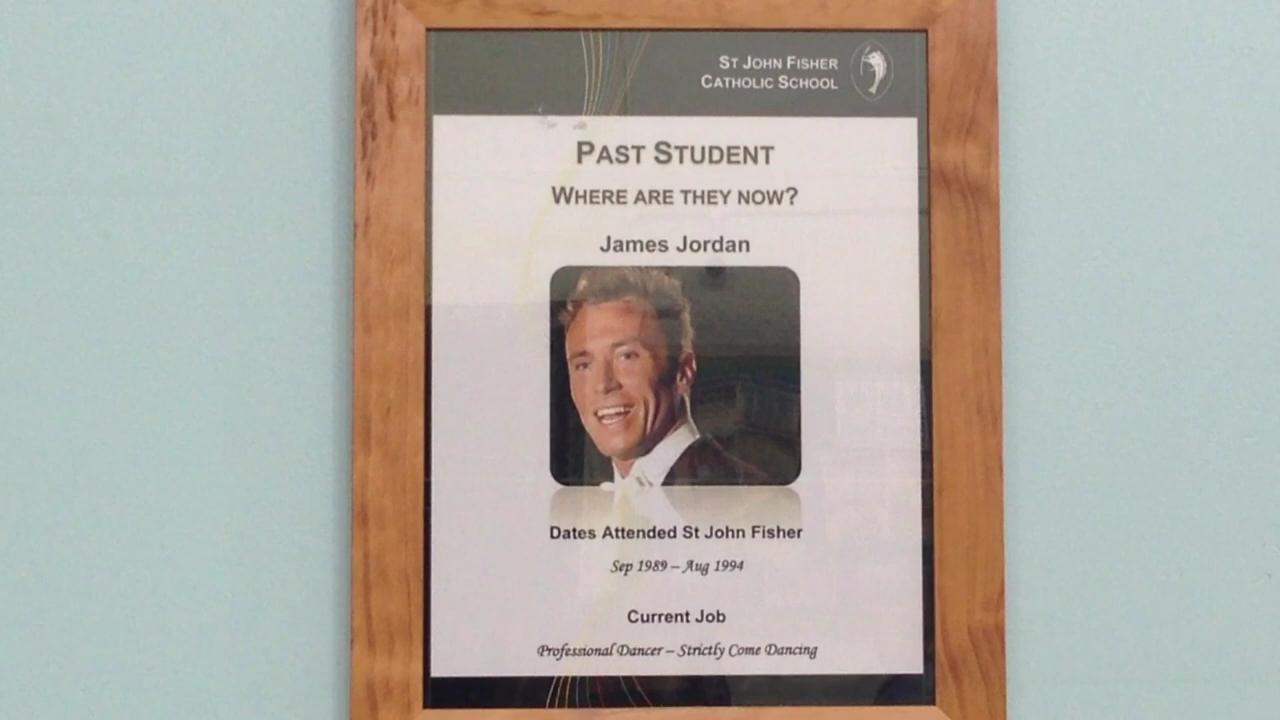 ST JOHN FISHER
CATHOLIC SCHOOL
PAST STUDENT
WHERE ARE THEY NOW?
James Jordan
Dates Attended St John Fisher
Sep 1989 – Aug 1994
Current Job
Professional Dancer – Strictly Come Dancing